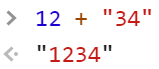 > 12 + "34"
<· "1234"